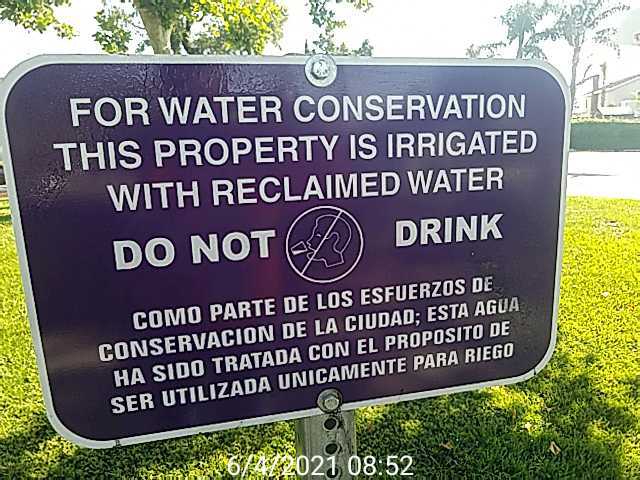 FOR WATER CONSERVATION
THIS PROPERTY IS IRRIGATED
WITH RECLAIMED WATER
DO NOT DRINK
COMO PARTE DE LOS ESFUERZOS DE
CONSERVACION DE LA CIUDAD; ESTA AGUA
HA SIDO TRATADA CON EL PROPOSITO DE
SER UTILIZADA UNICAMENTE PARA RIEGO
6/4/2021 08:52